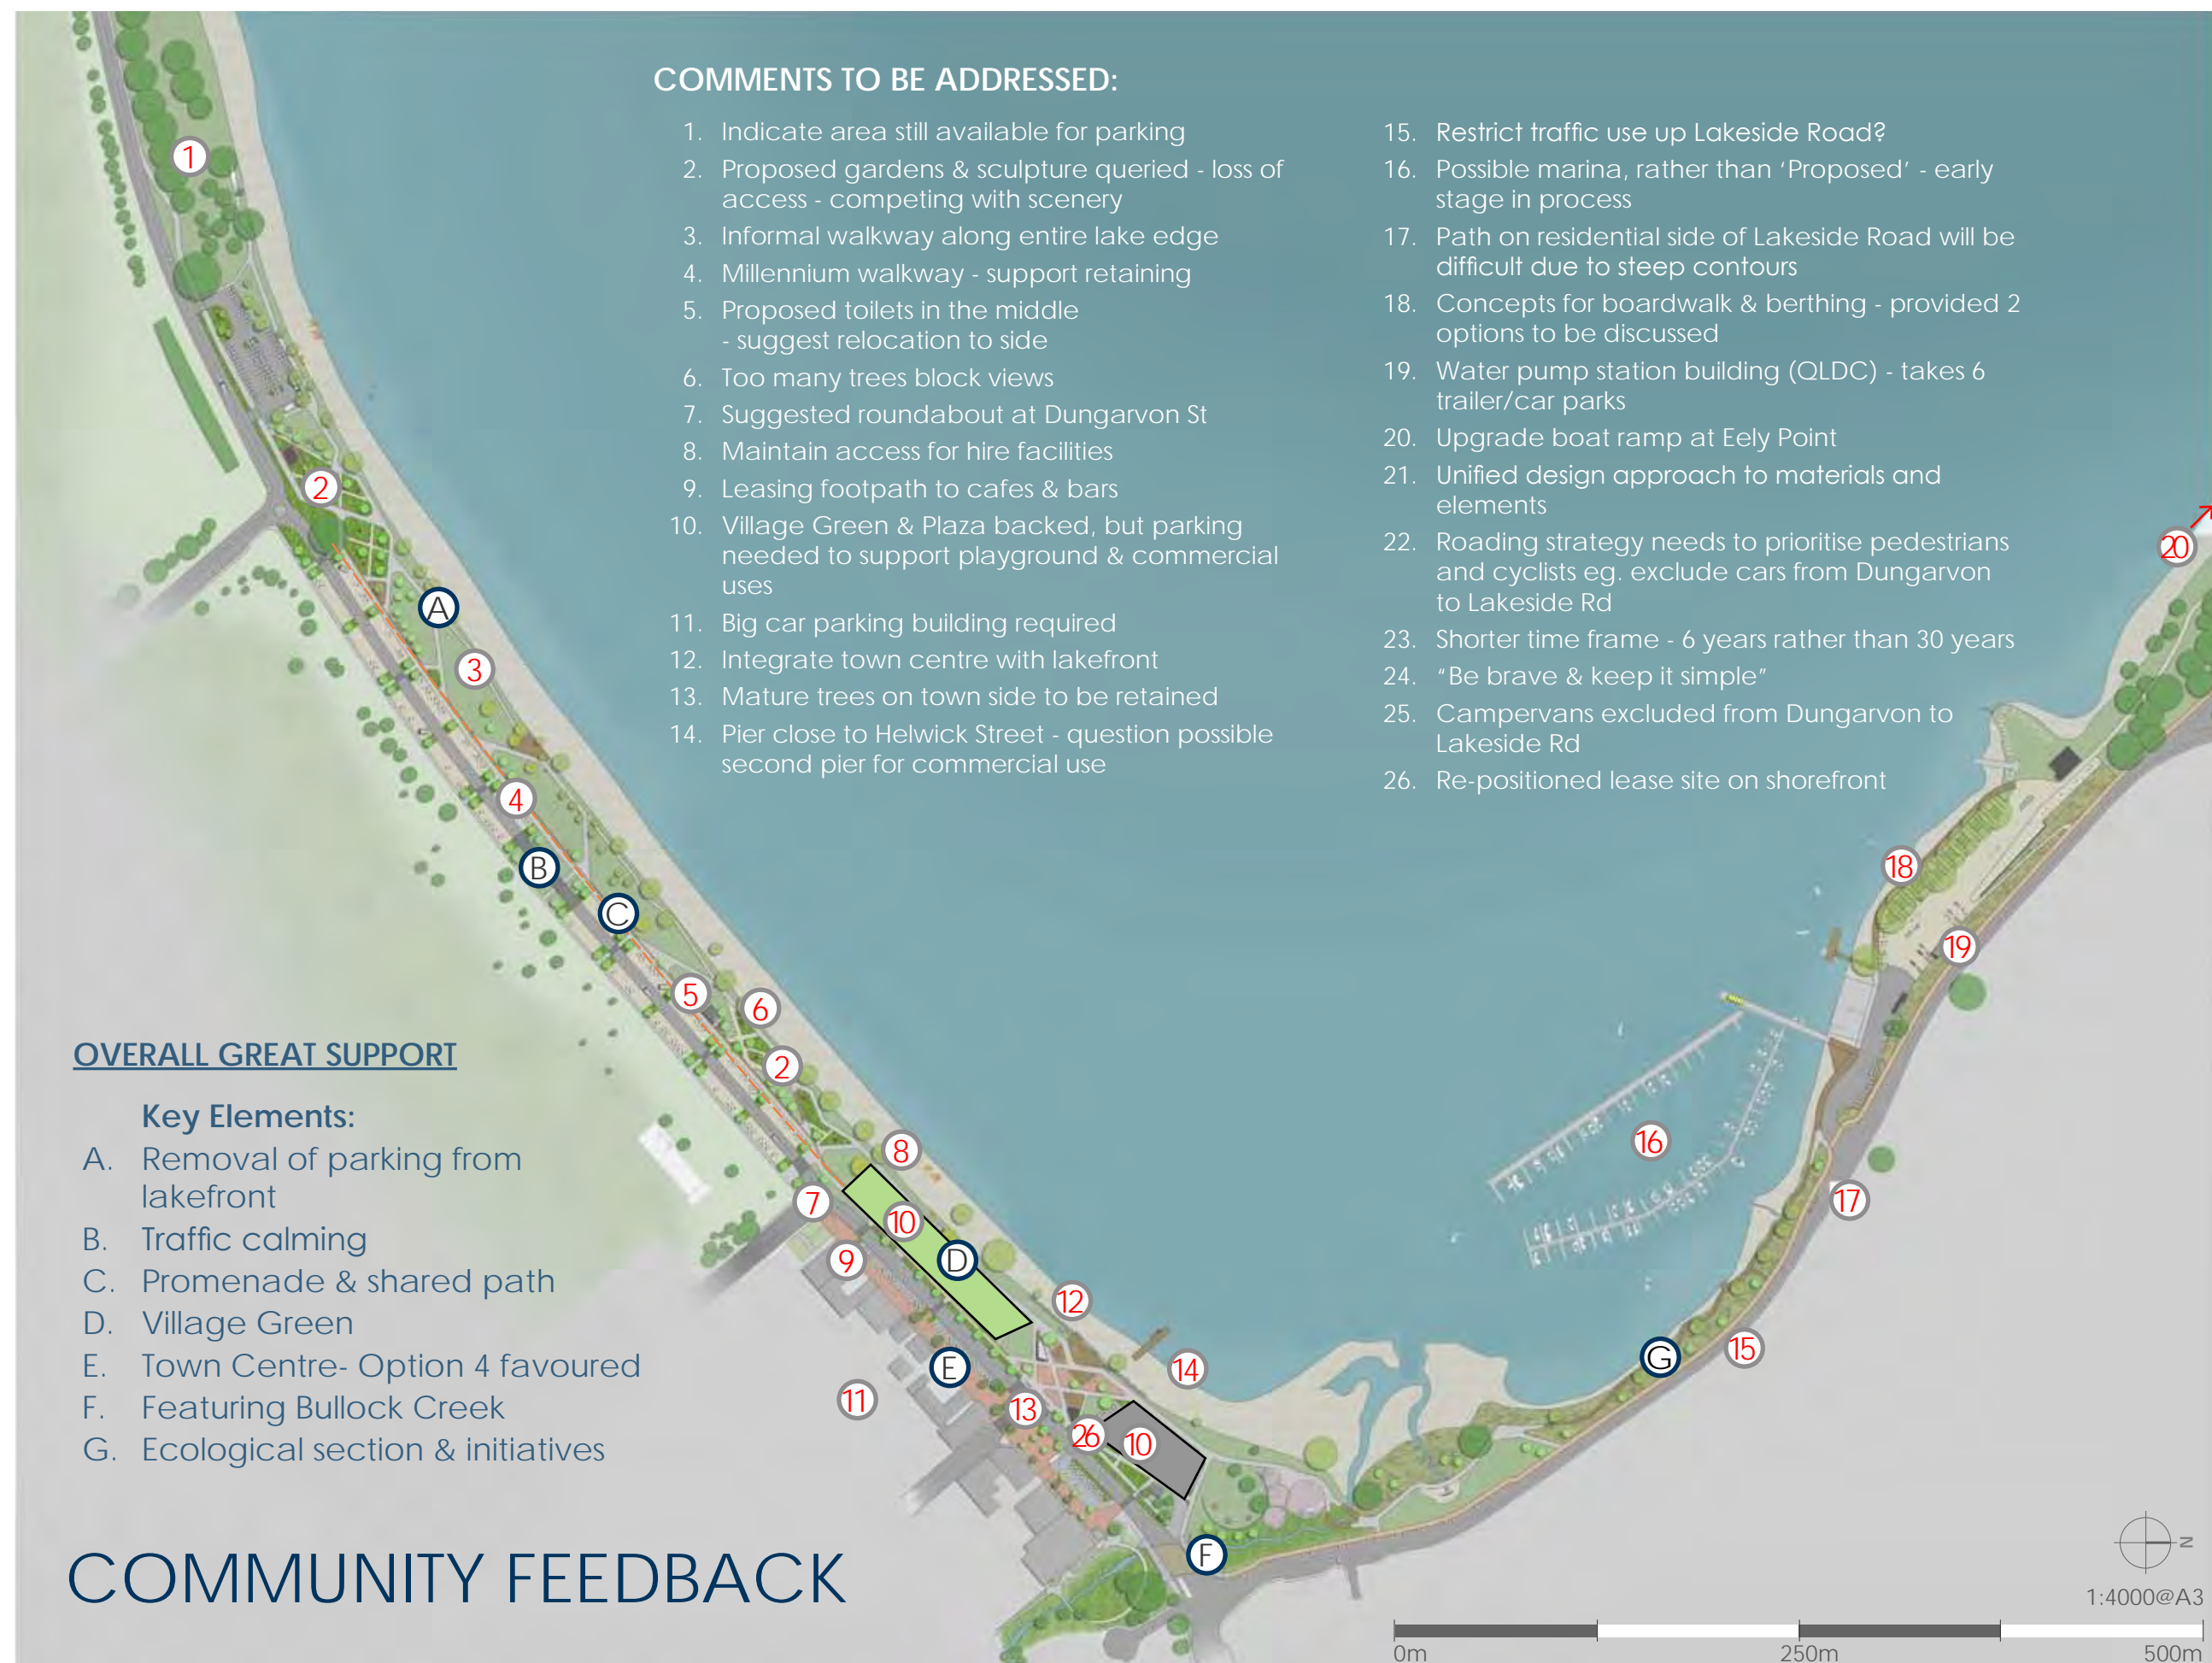 COMMENTS TO BE ADDRESSED:
1. Indicate area still available for parking
2. Proposed gardens & sculpture queried - loss of
access - competing with scenery
3. Informal walkway along entire lake edge
4. Millennium walkway - support retaining
5. Proposed toilets in the middle
- suggest relocation to side
6. Too many trees block views
7. Suggested roundabout at Dungarvon St
8. Maintain access for hire facilities
9. Leasing footpath to cafes & bars
10. Village Green & Plaza backed, but parking
needed to support playground & commercial
uses
11. Big car parking building required
12. Integrate town centre with lakefront
13. Mature trees on town side to be retained
14. Pier close to Helwick Street - question possible
second pier for commercial use
15. Restrict traffic use up Lakeside Road?
16. Possible marina, rather than ‘Proposed’ - early
stage in process
17. Path on residential side of Lakeside Road will be
difficult due to steep contours
18. Concepts for boardwalk & berthing - provided 2
options to be discussed
19. Water pump station building (QLDC) - takes 6
trailer/car parks
20. Upgrade boat ramp at Eely Point
21. Unified design approach to materials and
elements
22. Roading strategy needs to prioritise pedestrians
and cyclists eg. exclude cars from Dungarvon
to Lakeside Rd
23. Shorter time frame - 6 years rather than 30 years
24. “Be brave & keep it simple”
25. Campervans excluded from Dungarvon to
Lakeside Rd
26. Re-positioned lease site on shorefront
1
2
20
A
3
4
B
18
C
19
5
6
2
16
8
17
7
10
9
D
12
15
G
E
14
11
13
26
10
F
OVERALL GREAT SUPPORT
Key Elements:
A. Removal of parking from
lakefront
B. Traffic calming
C. Promenade & shared path
D. Village Green
E. Town Centre- Option 4 favoured
F. Featuring Bullock Creek
G. Ecological section & initiatives
COMMUNITY FEEDBACK
N
1:4000@A3
0m 250m 500m